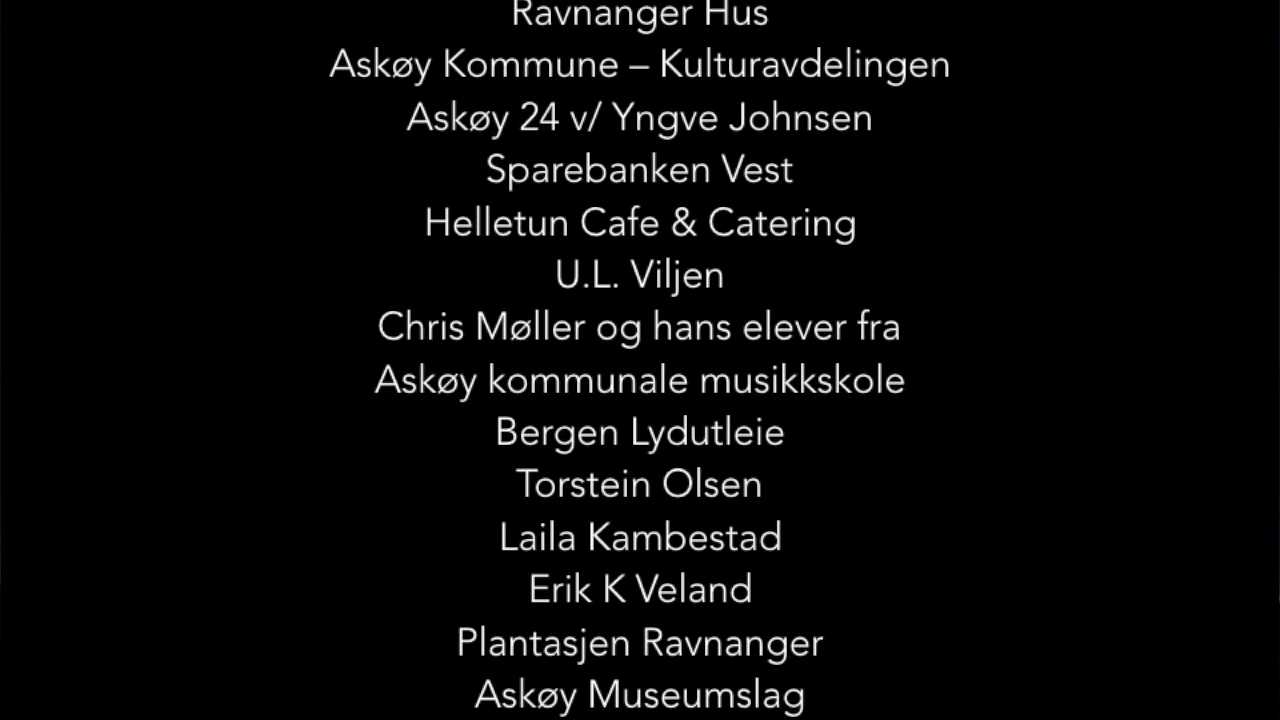 Ravnanger Hus
Askøy Kommune – Kulturavdelingen
Askøy 24 v/ Yngve Johnsen
Sparebanken Vest
Helletun Cafe & Catering
U.L. Viljen
Chris Møller og hans elever fra
Askøy kommunale musikkskole
Bergen Lydutleie
Torstein Olsen
Laila Kambestad
Erik K Veland
Plantasjen Ravnanger
Askøy Museumslag